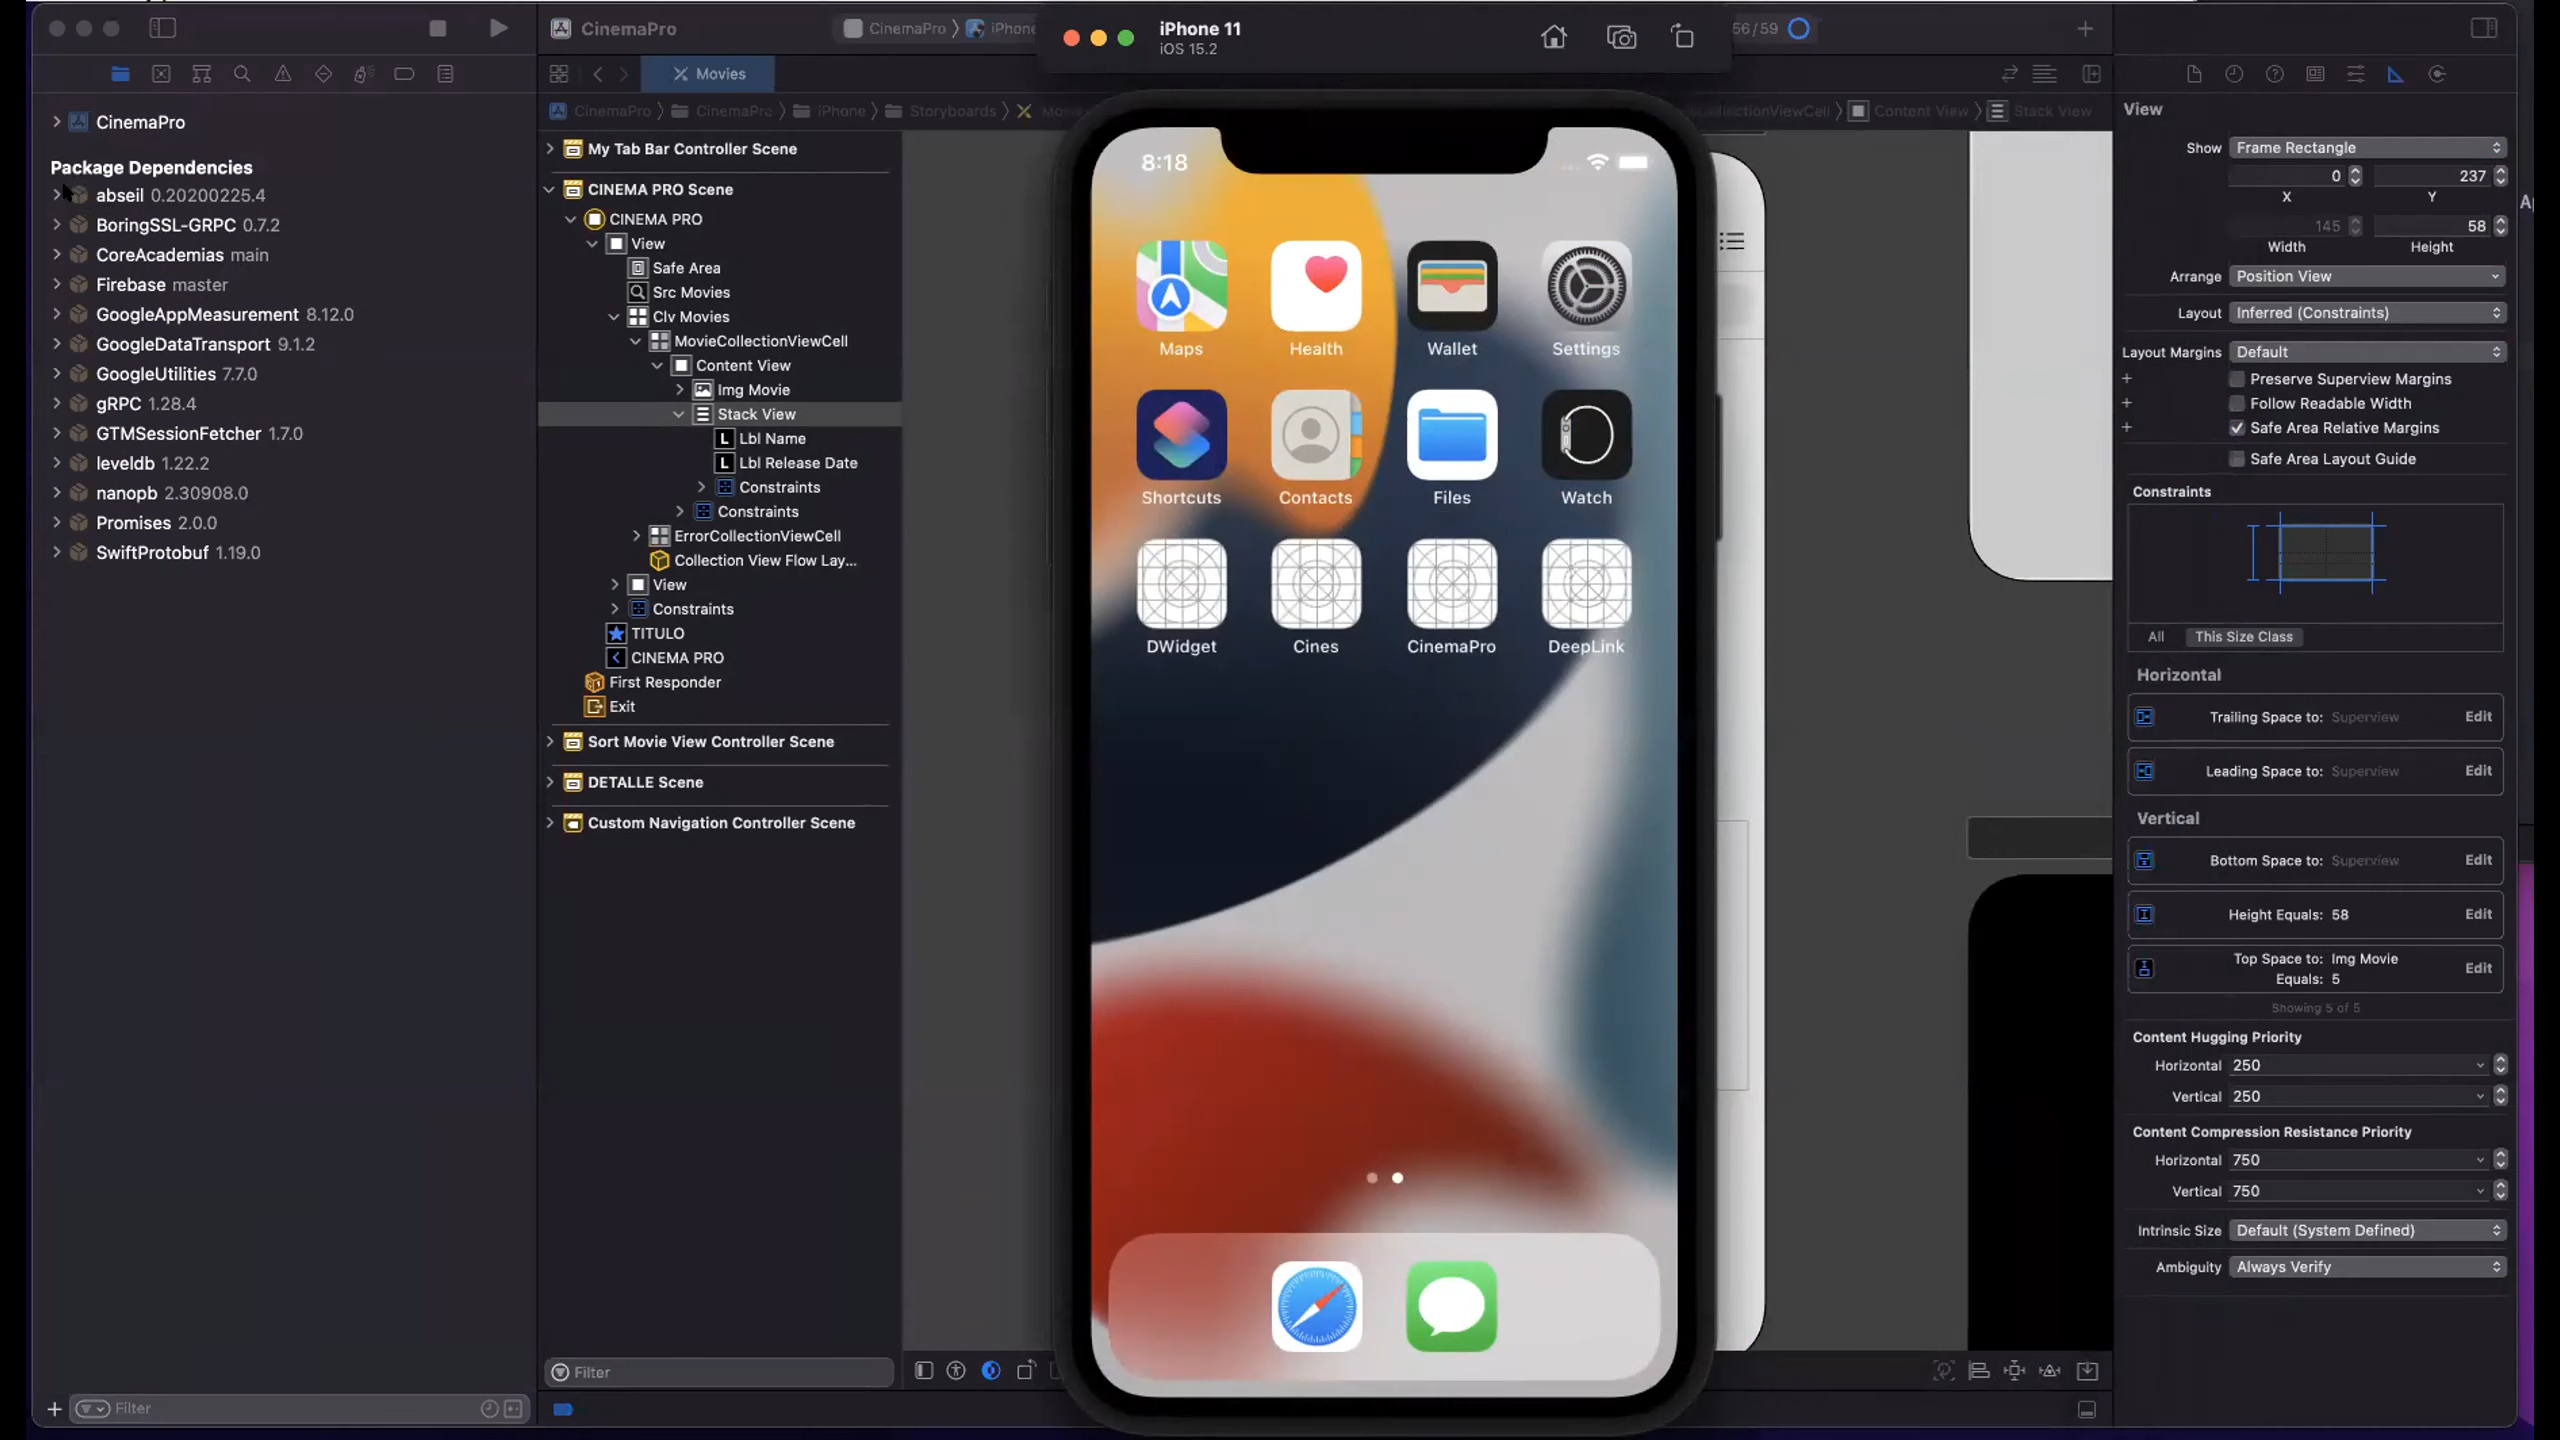 CinemaPro
Package Dependencies
abseil 0.20200225.4
BoringSSL-GRPC 0.7.2
CoreAcademias main
Firebase master
GoogleAppMeasurement 8.12.0
GoogleDataTransport 9.1.2
GoogleUtilities 7.7.0
gRPC 1.28.4
GTMSessionFetcher 1.7.0
leveldb 1.22.2
nanopb 2.30908.0
Promises 2.0.0
SwiftProtobuf 1.19.0
Filter
CinemaPro
CinemaPro
56/59
Movies
CinemaPro
CinemaPro
iPhone
Storyboards
Content View
Stack View
My Tab Bar Controller Scene
CINEMA PRO Scene
CINEMA PRO
View
Safe Area
Src Movies
Clv Movies
MovieCollectionViewCell
Content View
Img Movie
Stack View
L Lbl Name
L Lbl Release Date
Constraints
Constraints
ErrorCollectionViewCell
Collection View Flow Lay...
View
Constraints
TITULO
CINEMA PRO
First Responder
Exit
Sort Movie View Controller Scene
DETALLE Scene
Custom Navigation Controller Scene
Filter
iPhone 11
iOS 15.2
8:18
Maps
Health
Wallet
Settings
Shortcuts
Contacts
Files
Watch
DWidget
Cines
CinemaPro
DeepLink
View
Show Frame Rectangle
0 237
X Y
145 58
Width Height
Arrange Position View
Layout Inferred (Constraints)
Layout Margins Default
Preserve Superview Margins
Follow Readable Width
Safe Area Relative Margins
Safe Area Layout Guide
Constraints
All This Size Class
Horizontal
Trailing Space to: Superview Edit
Leading Space to: Superview Edit
Vertical
Bottom Space to: Superview Edit
Height Equals: 58 Edit
Top Space to: Img Movie
Equals: 5 Edit
Showing 5 of 5
Content Hugging Priority
Horizontal 250
Vertical 250
Content Compression Resistance Priority
Horizontal 750
Vertical 750
Intrinsic Size Default (System Defined)
Ambiguity Always Verify